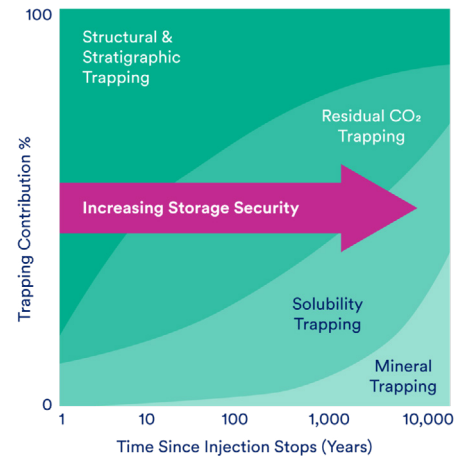 100
Structural &
Stratigraphic
Trapping
Residual CO₂
Trapping
Trapping Contribution %
Increasing Storage Security
Solubility
Trapping
Mineral
Trapping
0
1 10 100 1,000 10,000
Time Since Injection Stops (Years)